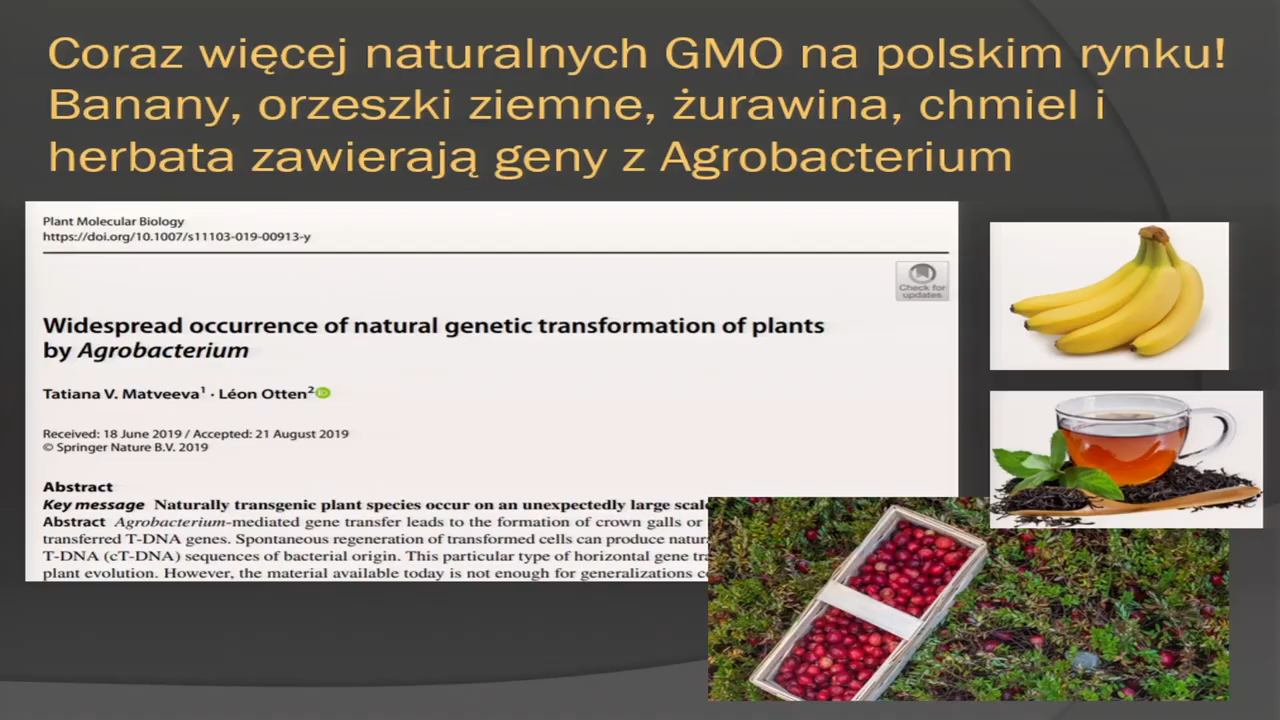 Coraz więcej naturalnych GMO na polskim rynku!
Banany, orzeszki ziemne, żurawina, chmiel i
herbata zawierają geny z Agrobacterium
Plant Molecular Biology
https://doi.org/10.1007/s11103-019-00913-y
Check for
updates
Widespread occurrence of natural genetic transformation of plants
by Agrobacterium
Tatiana V. Matveeva1 · Léon Otten2
Received: 18 June 2019 / Accepted: 21 August 2019
© Springer Nature B.V. 2019
Abstract
Key message Naturally transgenic plant species occur on an unexpectedly large
Abstract Agrobacterium-mediated gene transfer leads to the formation of crown galls or
transferred T-DNA genes. Spontaneous regeneration of transformed cells can produce
T-DNA (cT-DNA) sequences of bacterial origin. This particular type of horizontal gene
plant evolution. However, the material available today is not enough for generalizations